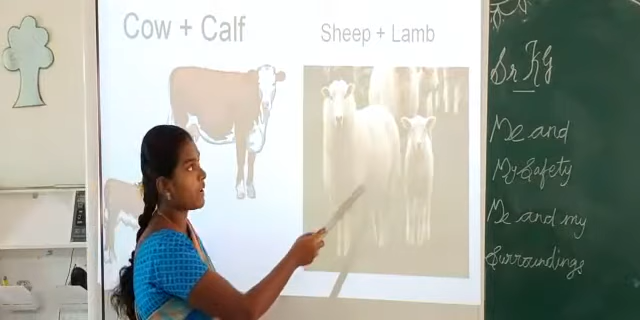 Cow + Calf
Sheep + Lamb
Sr KG
Me and
My Safety
Me and my
Surroundings